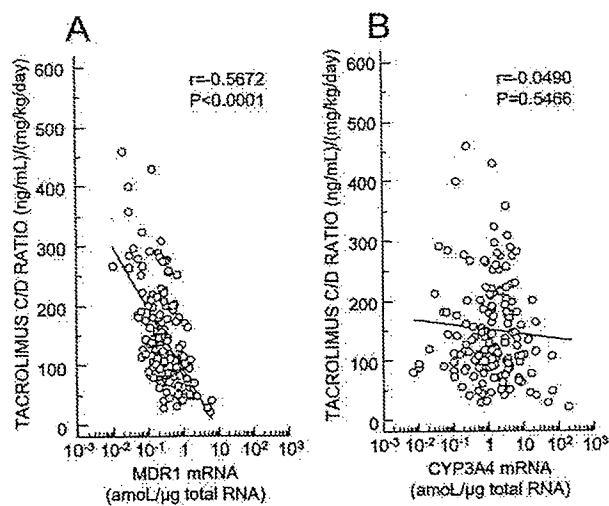 A
B
r=-0.5672
P<0.0001
r=-0.0490
P=0.5466
TACROLIMUS C/D RATIO (ng/mL)/(mg/kg/day)
600
500
400
300
200
100
0
10-3 10-2 10-1 1 10 102 103
MDR1 mRNA
(amoL/μg total RNA)
TACROLIMUS C/D RATIO (ng/mL)/(mg/kg/day)
600
500
400
300
200
100
0
10-3 10-2 10-1 1 10 102 103
CYP3A4 mRNA
(amoL/μg total RNA)